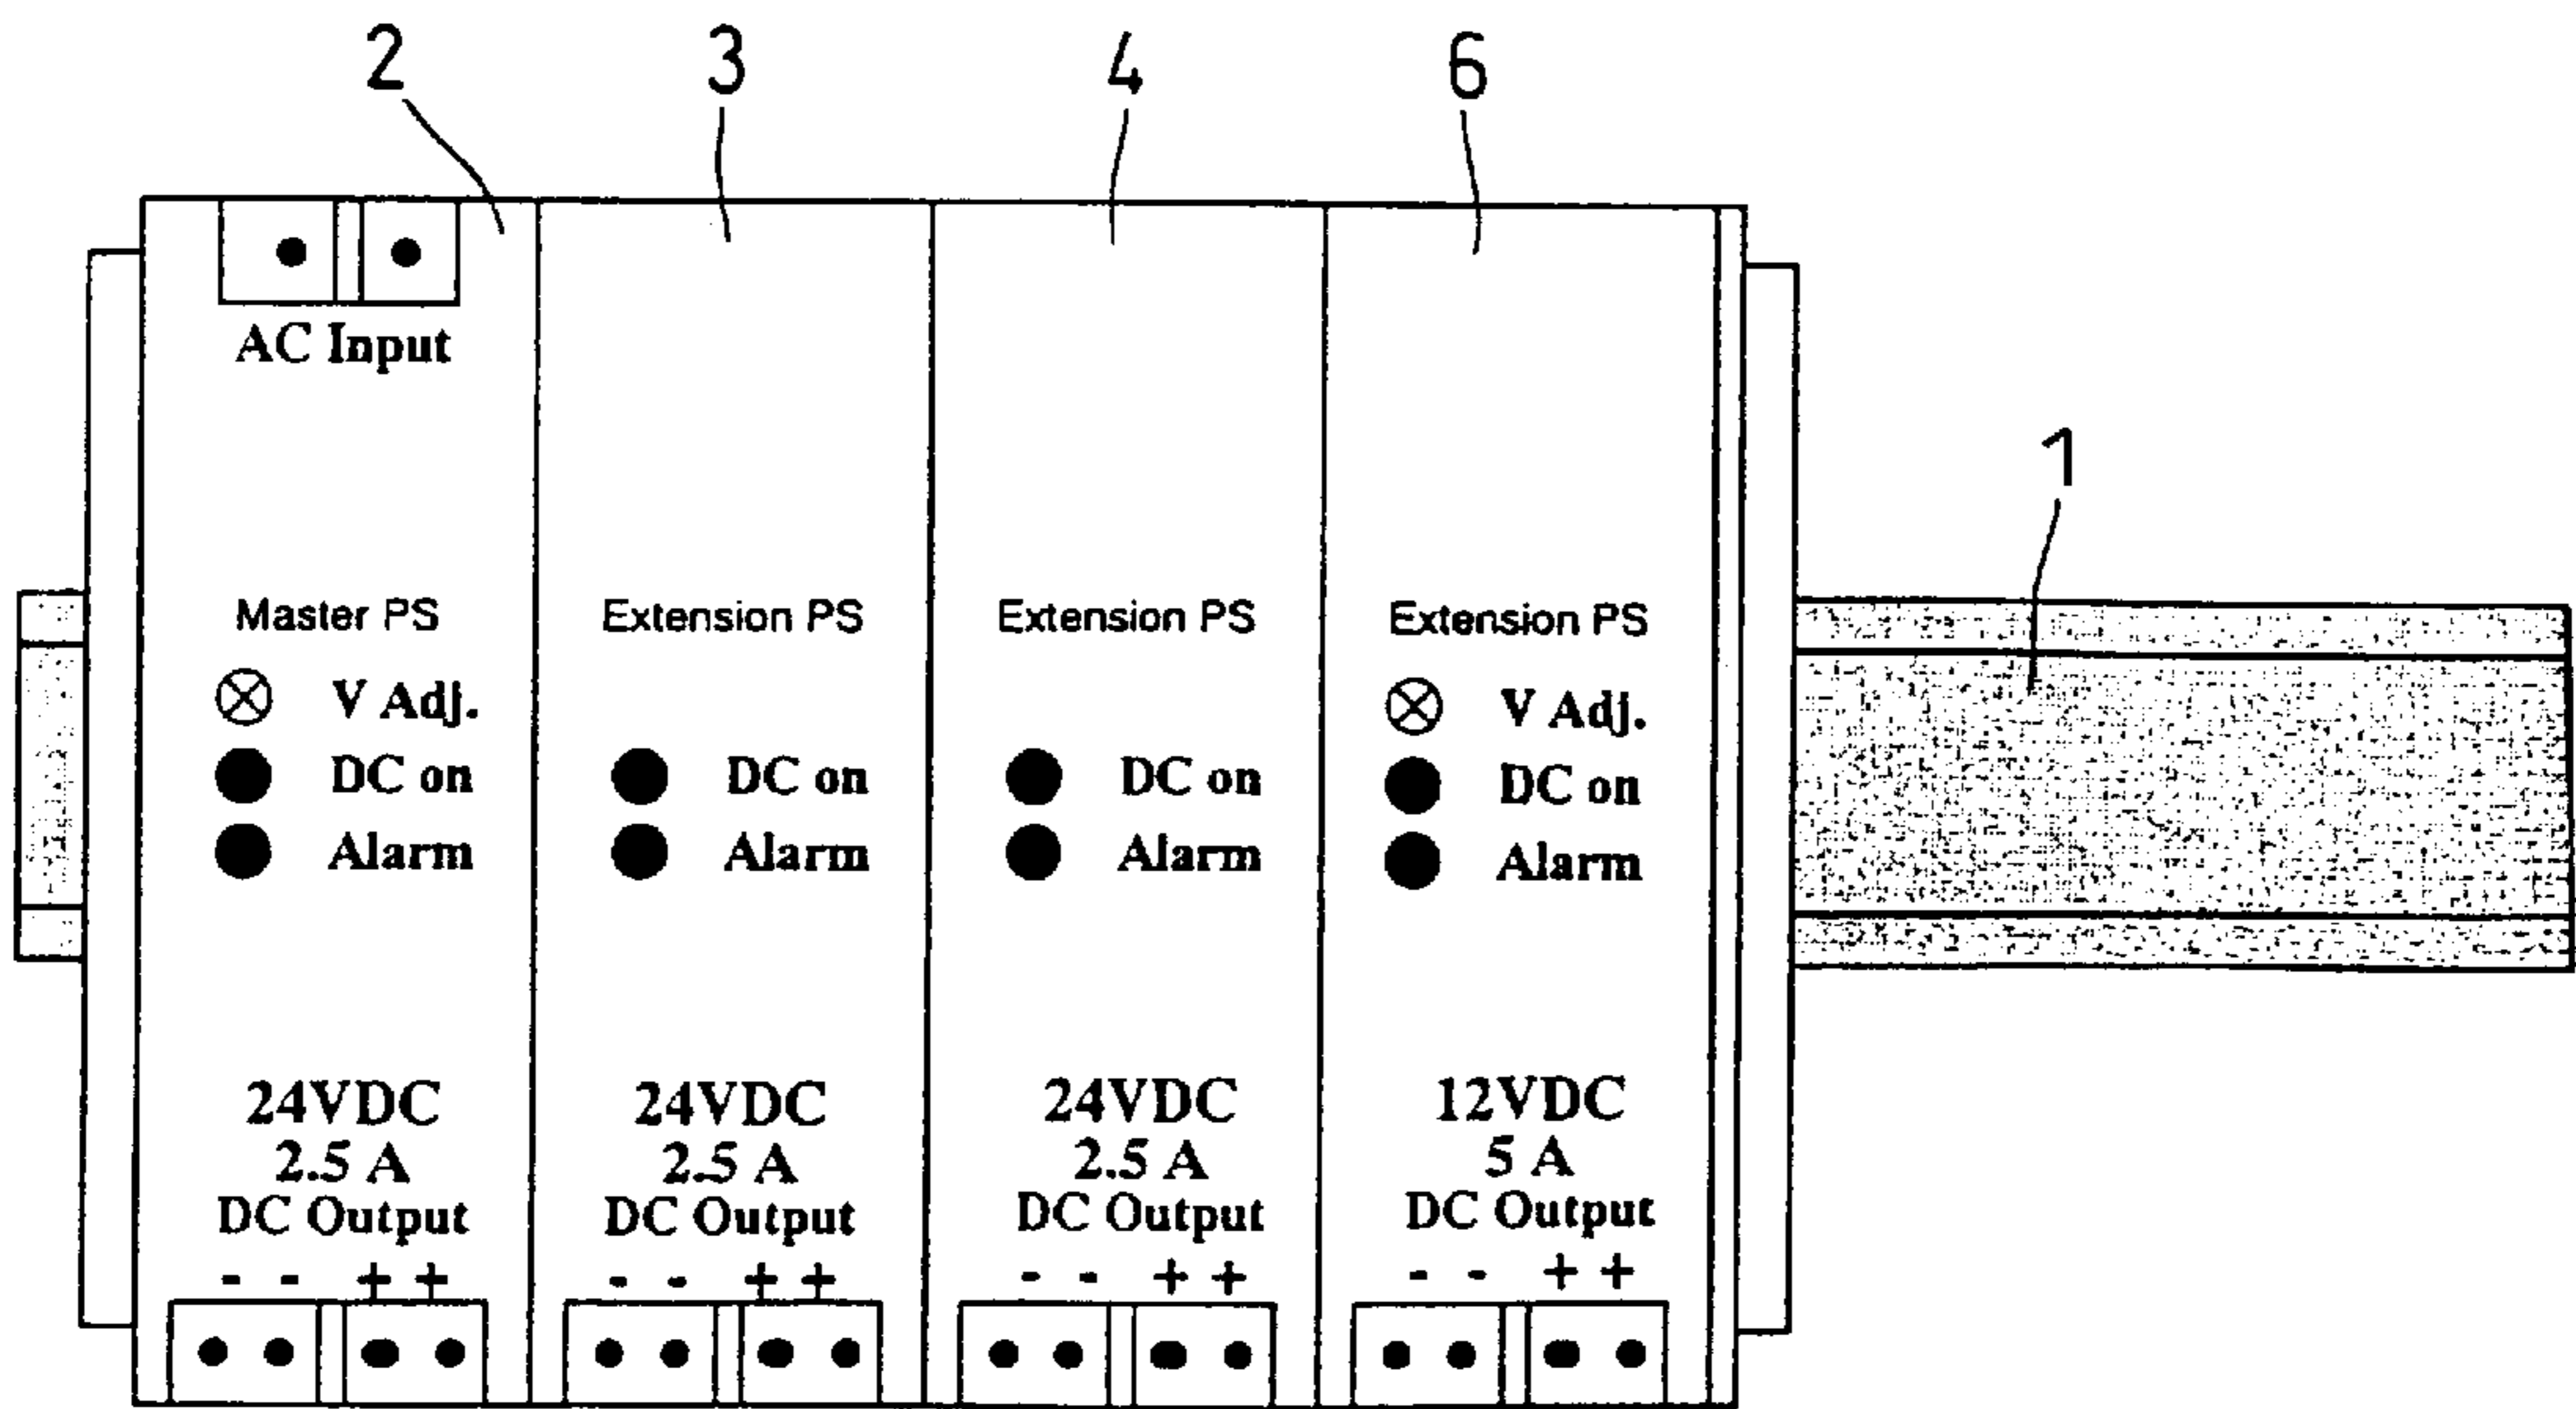 2 3 4 6
1
AC Input
Master PS
V Adj.
DC on
Alarm
24VDC
2.5 A
DC Output
- - + +
Extension PS
DC on
Alarm
24VDC
2.5 A
DC Output
- - + +
Extension PS
DC on
Alarm
24VDC
2.5 A
DC Output
- - + +
Extension PS
V Adj.
DC on
Alarm
12VDC
5 A
DC Output
- - + +